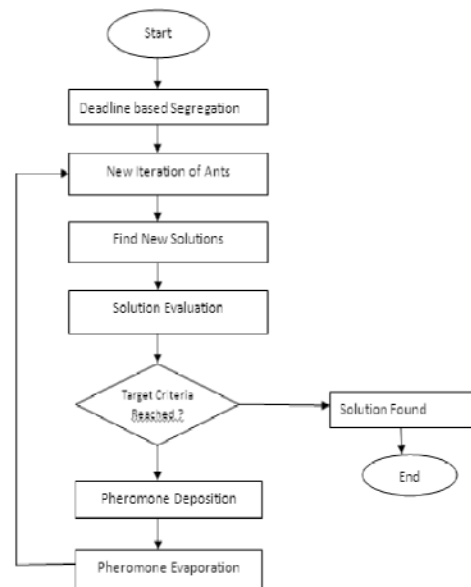 Start
Deadline based Segregation
New Iteration of Ants
Find New Solutions
Solution Evaluation
Target Criteria
Reached ?
Solution Found
End
Pheromone Deposition
Pheromone Evaporation